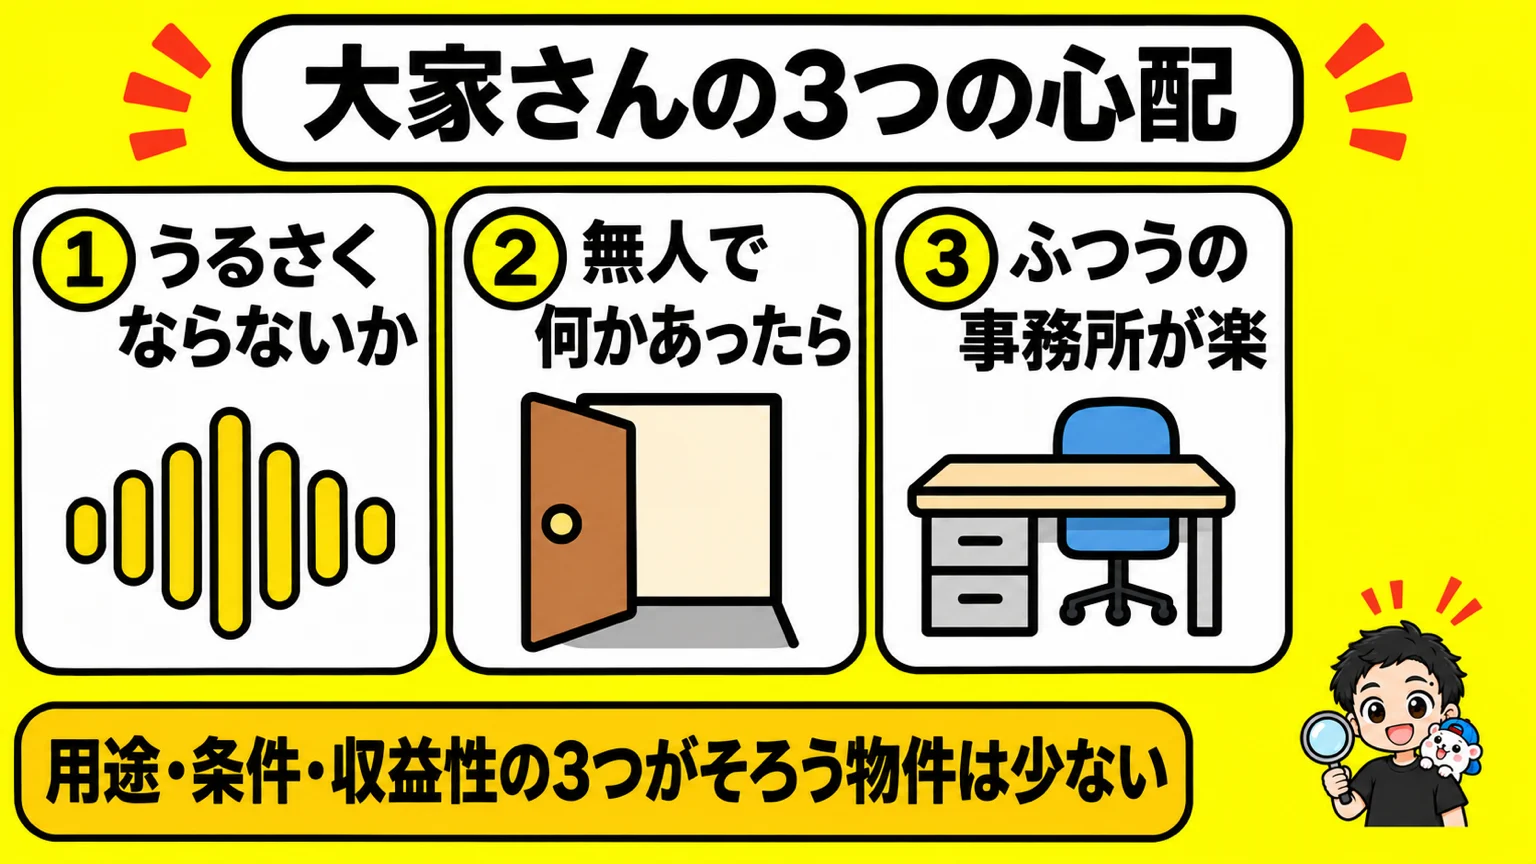 大家さんの3つの心配
1 うるさく
ならないか
2 無人で
何かあったら
3 ふつうの
事務所が楽
用途・条件・収益性の3つがそろう物件は少ない